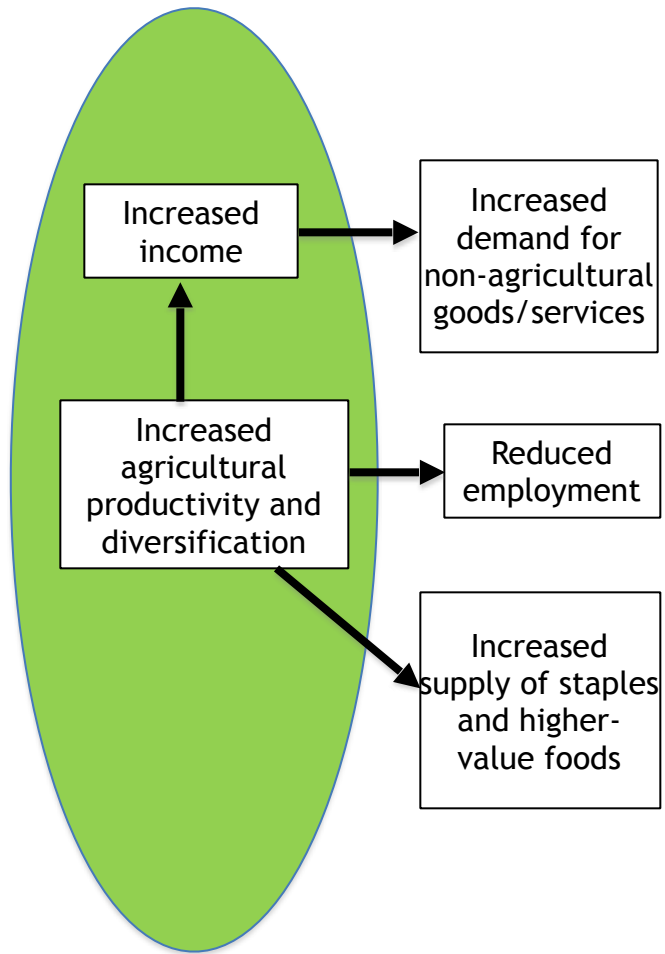 Increased
income
Increased
demand for
non-agricultural
goods/services
Increased
agricultural
productivity and
diversification
Reduced
employment
Increased
supply of staples
and higher-
value foods